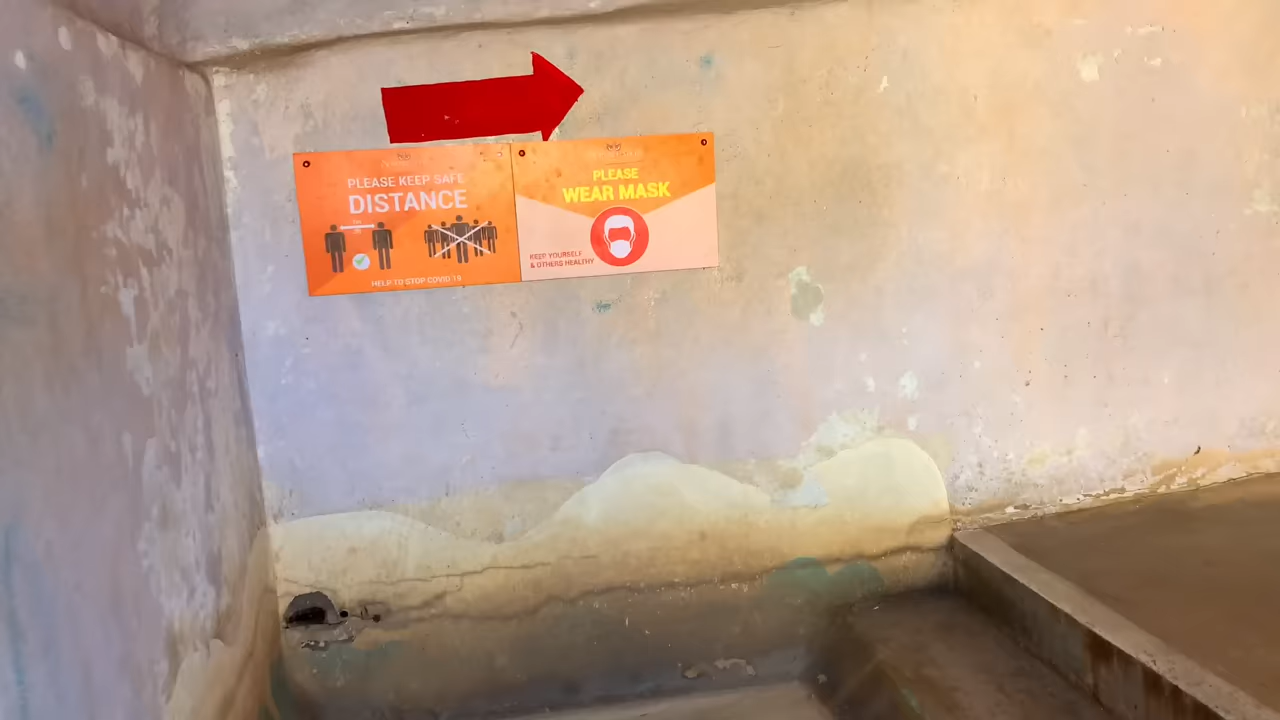 PLEASE KEEP SAFE
DISTANCE
HELP TO STOP COVID 19
PLEASE
WEAR MASK
KEEP YOURSELF
& OTHERS HEALTHY